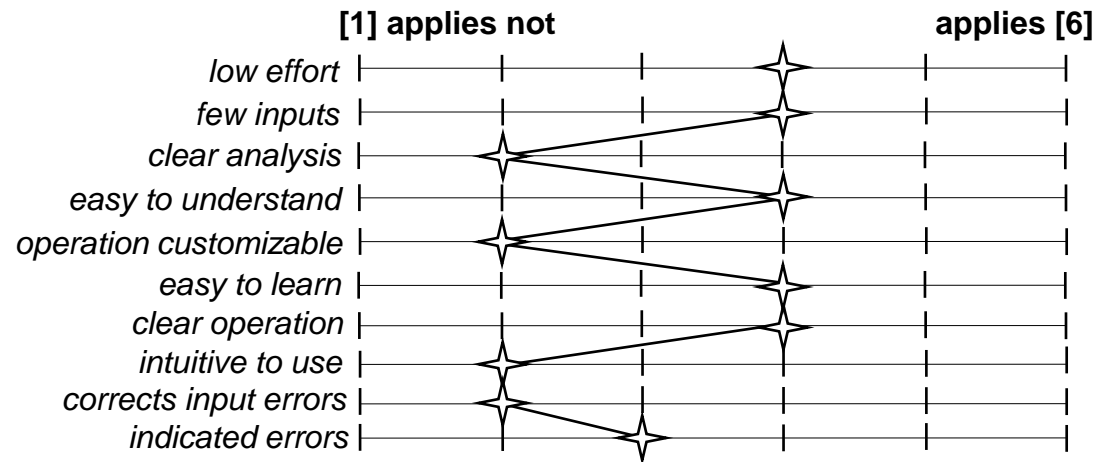 [1] applies not applies [6]
low effort
few inputs
clear analysis
easy to understand
operation customizable
easy to learn
clear operation
intuitive to use
corrects input errors
indicated errors